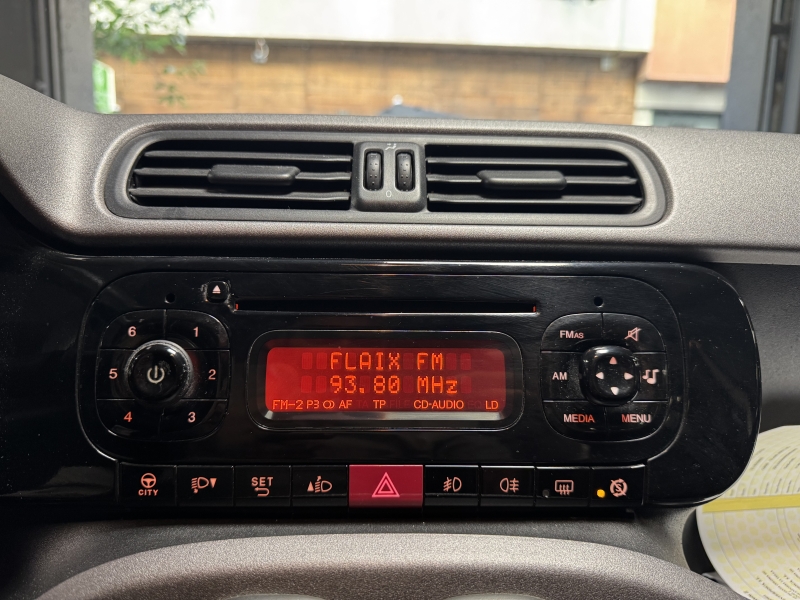 6 1
5 2
4 3
FLAIX FM
93.80 MHz
FM-2 P3 AF TP CD-AUDIO LD
FMAS
AM
MEDIA MENU
CITY
SET